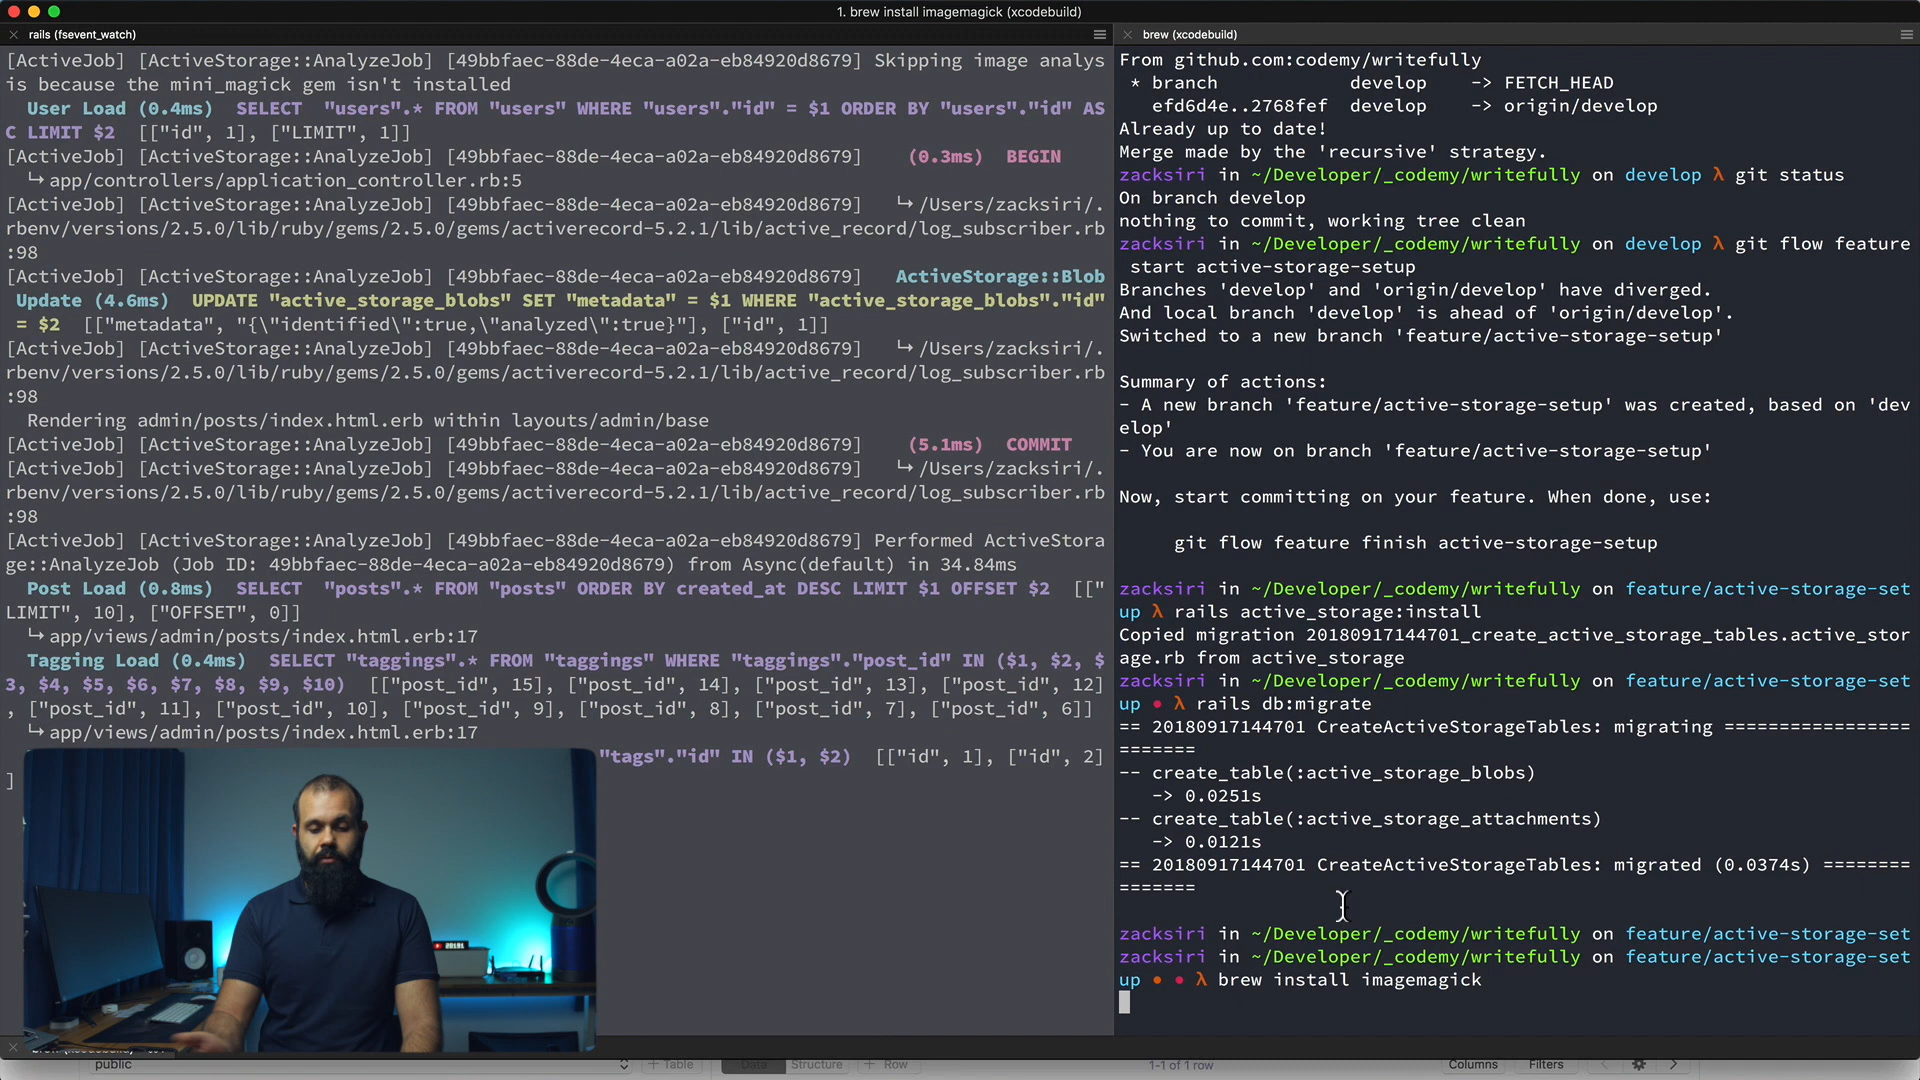 1. brew install imagemagick (xcodebuild)
rails (fsevent_watch)
[ActiveJob] [ActiveStorage::AnalyzeJob] [49bbfaec-88de-4eca-a02a-eb84920d8679] Skipping image analys
is because the mini_magick gem isn't installed
User Load (0.4ms)  SELECT  "users".* FROM "users" WHERE "users"."id" = $1 ORDER BY "users"."id" AS
C LIMIT $2  [["id", 1], ["LIMIT", 1]]
[ActiveJob] [ActiveStorage::AnalyzeJob] [49bbfaec-88de-4eca-a02a-eb84920d8679]    (0.3ms)  BEGIN
↳ app/controllers/application_controller.rb:5
[ActiveJob] [ActiveStorage::AnalyzeJob] [49bbfaec-88de-4eca-a02a-eb84920d8679]   ↳ /Users/zacksiri/.
rbenv/versions/2.5.0/lib/ruby/gems/2.5.0/gems/activerecord-5.2.1/lib/active_record/log_subscriber.rb
:98
[ActiveJob] [ActiveStorage::AnalyzeJob] [49bbfaec-88de-4eca-a02a-eb84920d8679]   ActiveStorage::Blob
Update (4.6ms)  UPDATE "active_storage_blobs" SET "metadata" = $1 WHERE "active_storage_blobs"."id"
= $2  [["metadata", "{\"identified\":true,\"analyzed\":true}"], ["id", 1]]
[ActiveJob] [ActiveStorage::AnalyzeJob] [49bbfaec-88de-4eca-a02a-eb84920d8679]   ↳ /Users/zacksiri/.
rbenv/versions/2.5.0/lib/ruby/gems/2.5.0/gems/activerecord-5.2.1/lib/active_record/log_subscriber.rb
:98
Rendering admin/posts/index.html.erb within layouts/admin/base
[ActiveJob] [ActiveStorage::AnalyzeJob] [49bbfaec-88de-4eca-a02a-eb84920d8679]    (5.1ms)  COMMIT
[ActiveJob] [ActiveStorage::AnalyzeJob] [49bbfaec-88de-4eca-a02a-eb84920d8679]   ↳ /Users/zacksiri/.
rbenv/versions/2.5.0/lib/ruby/gems/2.5.0/gems/activerecord-5.2.1/lib/active_record/log_subscriber.rb
:98
[ActiveJob] [ActiveStorage::AnalyzeJob] [49bbfaec-88de-4eca-a02a-eb84920d8679] Performed ActiveStora
ge::AnalyzeJob (Job ID: 49bbfaec-88de-4eca-a02a-eb84920d8679) from Async(default) in 34.84ms
Post Load (0.8ms)  SELECT  "posts".* FROM "posts" ORDER BY created_at DESC LIMIT $1 OFFSET $2  [["
LIMIT", 10], ["OFFSET", 0]]
↳ app/views/admin/posts/index.html.erb:17
Tagging Load (0.4ms)  SELECT "taggings".* FROM "taggings" WHERE "taggings"."post_id" IN ($1, $2, $
3, $4, $5, $6, $7, $8, $9, $10)  [["post_id", 15], ["post_id", 14], ["post_id", 13], ["post_id", 12]
, ["post_id", 11], ["post_id", 10], ["post_id", 9], ["post_id", 8], ["post_id", 7], ["post_id", 6]]
↳ app/views/admin/posts/index.html.erb:17
"tags"."id" IN ($1, $2)  [["id", 1], ["id", 2]
]
brew (xcodebuild)
From github.com:codemy/writefully
* branch            develop    -> FETCH_HEAD
efd6d4e..2768fef  develop    -> origin/develop
Already up to date!
Merge made by the 'recursive' strategy.
zacksiri in ~/Developer/_codemy/writefully on develop λ git status
On branch develop
nothing to commit, working tree clean
zacksiri in ~/Developer/_codemy/writefully on develop λ git flow feature
start active-storage-setup
Branches 'develop' and 'origin/develop' have diverged.
And local branch 'develop' is ahead of 'origin/develop'.
Switched to a new branch 'feature/active-storage-setup'
Summary of actions:
- A new branch 'feature/active-storage-setup' was created, based on 'dev
elop'
- You are now on branch 'feature/active-storage-setup'
Now, start committing on your feature. When done, use:
git flow feature finish active-storage-setup
zacksiri in ~/Developer/_codemy/writefully on feature/active-storage-set
up λ rails active_storage:install
Copied migration 20180917144701_create_active_storage_tables.active_stor
age.rb from active_storage
zacksiri in ~/Developer/_codemy/writefully on feature/active-storage-set
up • λ rails db:migrate
== 20180917144701 CreateActiveStorageTables: migrating =================
=======
-- create_table(:active_storage_blobs)
-> 0.0251s
-- create_table(:active_storage_attachments)
-> 0.0121s
== 20180917144701 CreateActiveStorageTables: migrated (0.0374s) ========
=======
zacksiri in ~/Developer/_codemy/writefully on feature/active-storage-set
zacksiri in ~/Developer/_codemy/writefully on feature/active-storage-set
up • • λ brew install imagemagick
public
+ Table
Data
Structure
+ Row
1-1 of 1 row
Columns
Filters